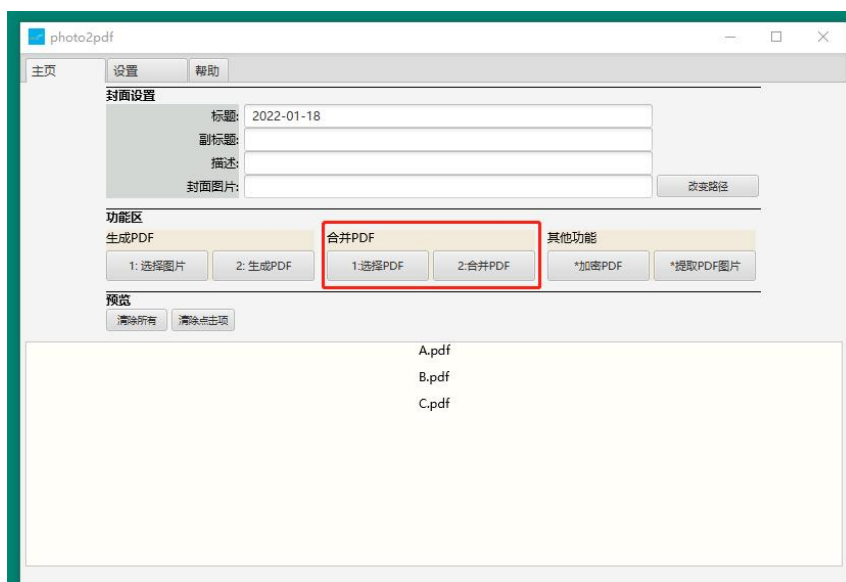 photo2pdf
主页 设置 帮助
封面设置
标题: 2022-01-18
副标题:
描述:
封面图片: 改变路径
功能区
生成PDF 合并PDF 其他功能
1: 选择图片 2: 生成PDF 1:选择PDF 2:合并PDF *加密PDF *提取PDF图片
预览
清除所有 清除点击项
A.pdf
B.pdf
C.pdf